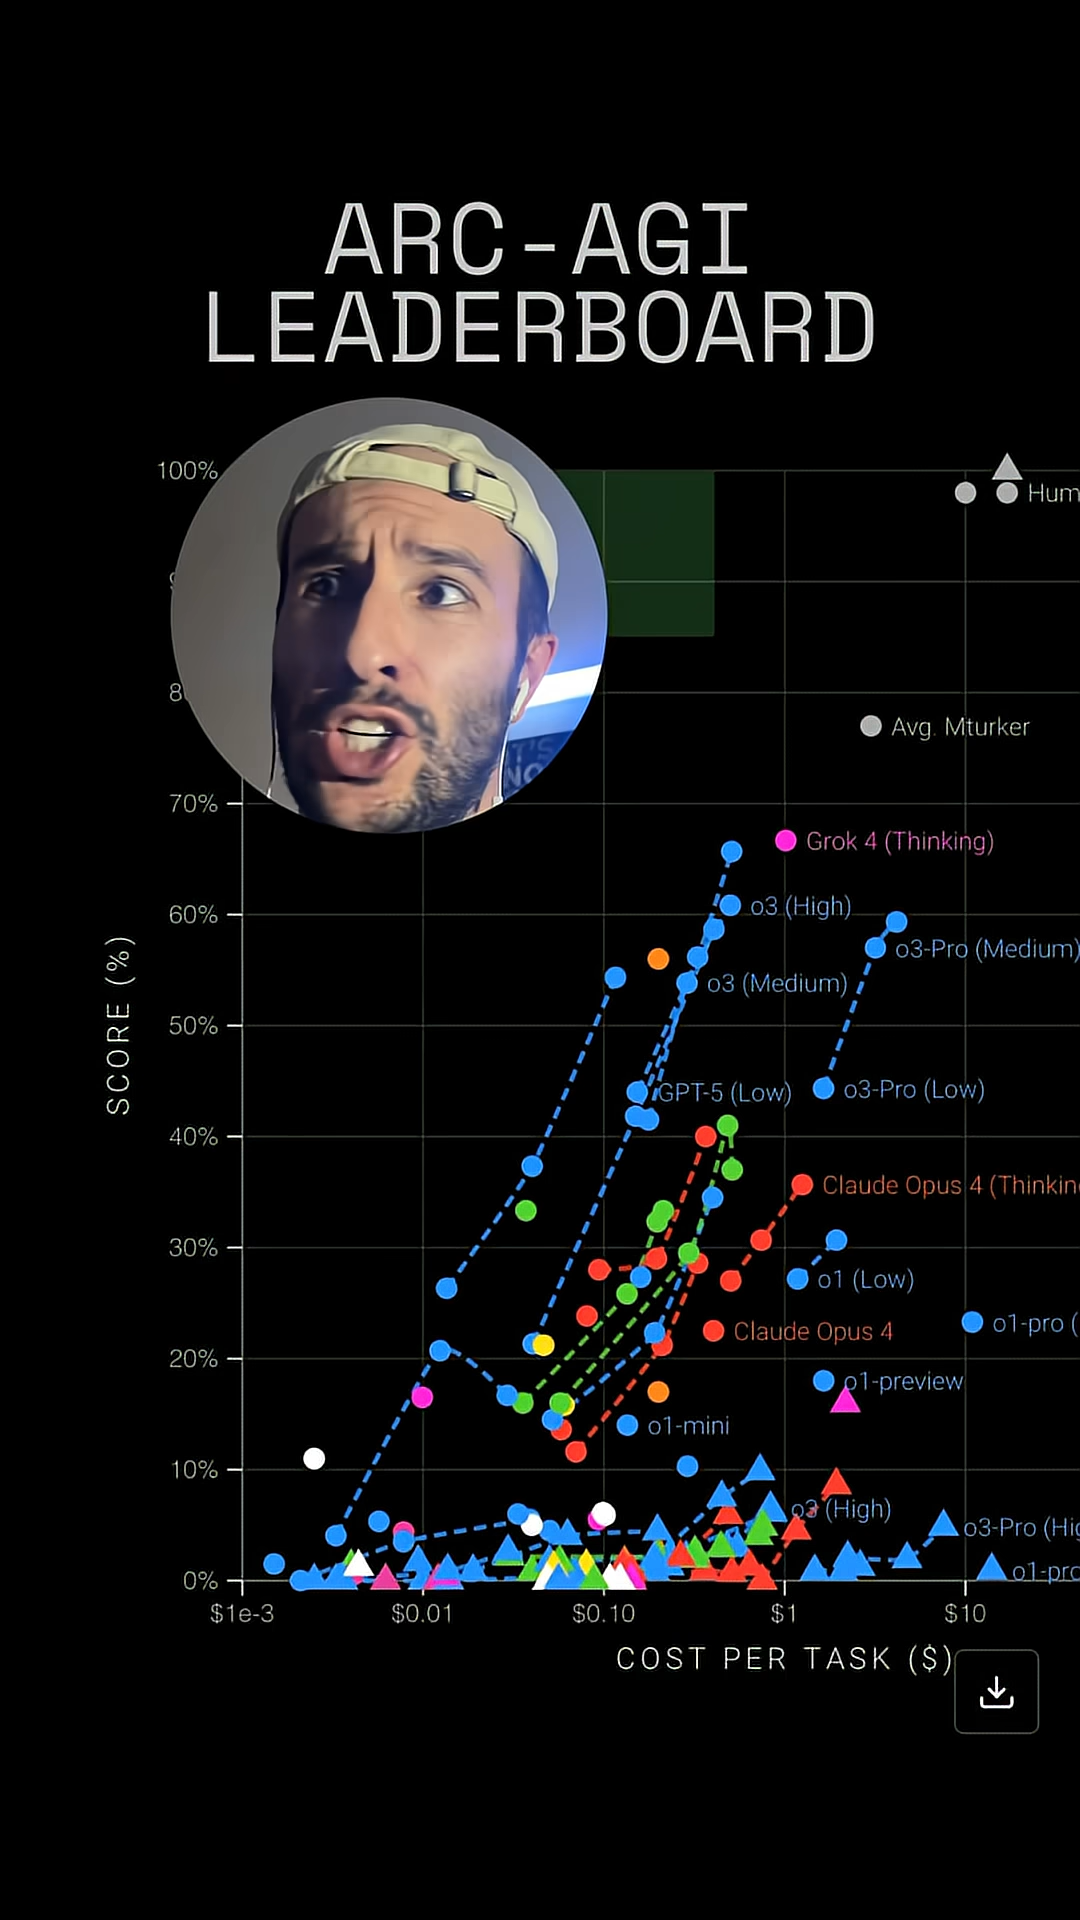 ARC-AGI
LEADERBOARD
100%
Avg. Mturker
70%
Grok 4 (Thinking)
60%
o3 (High)
o3-Pro (Medium)
o3 (Medium)
50%
GPT-5 (Low)
o3-Pro (Low)
40%
Claude Opus 4 (Thinkin
30%
o1 (Low)
Claude Opus 4
o1-pro (
20%
o1-preview
o1-mini
10%
o3 (High)
o3-Pro (Hig
o1-pro
0%
SCORE (%)
$1e-3
$0.01
$0.10
$1
$10
COST PER TASK ($)